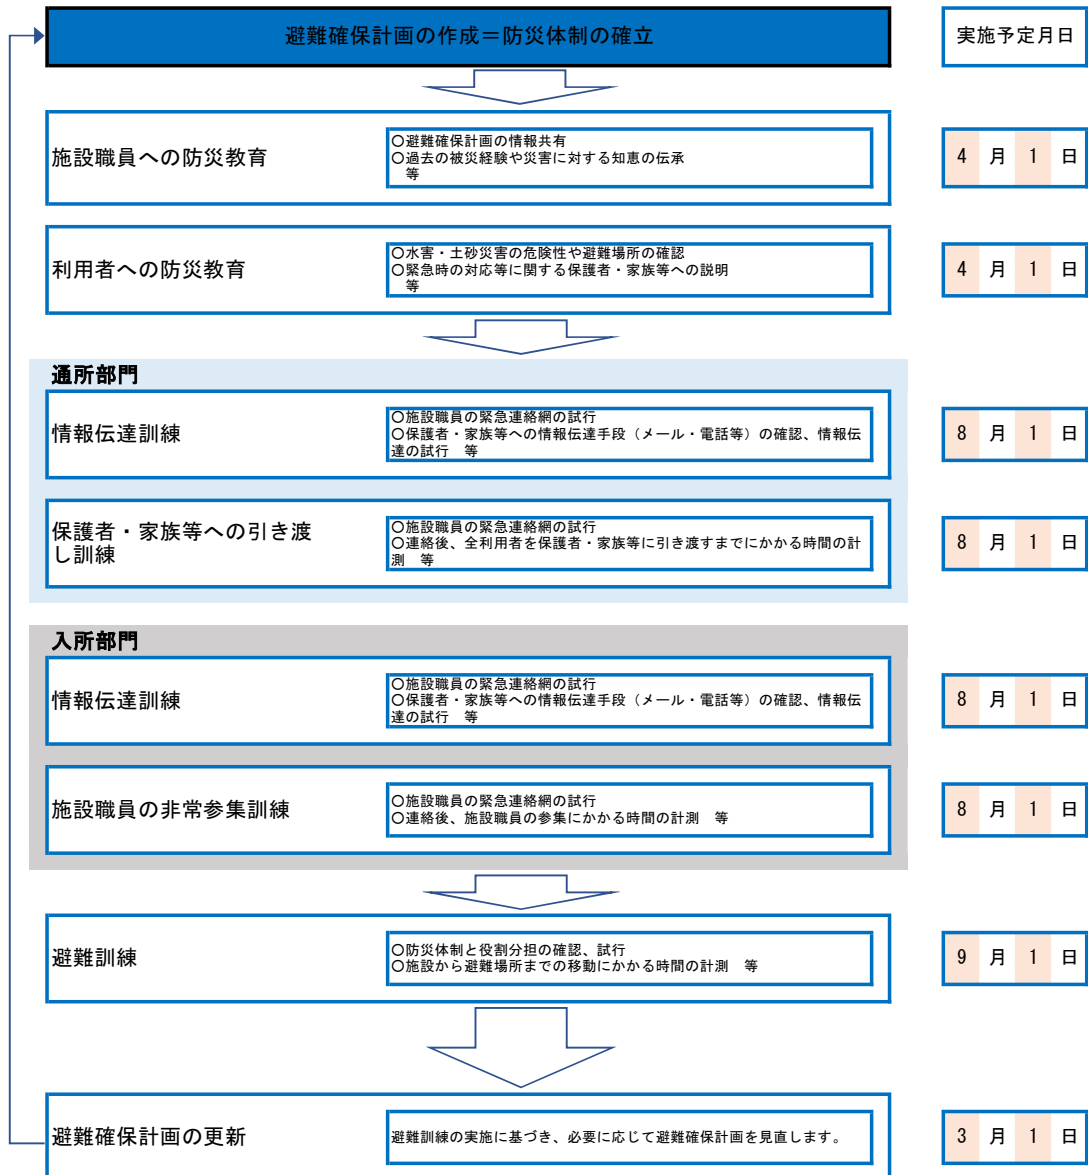 避難確保計画の作成＝防災体制の確立
実施予定月日
施設職員への防災教育
〇避難確保計画の情報共有
〇過去の被災経験や災害に対する知恵の伝承
等
4 月 1 日
利用者への防災教育
〇水害・土砂災害の危険性や避難場所の確認
〇緊急時の対応等に関する保護者・家族等への説明
等
4 月 1 日
通所部門
情報伝達訓練
〇施設職員の緊急連絡網の試行
〇保護者・家族等への情報伝達手段（メール・電話等）の確認、情報伝
達の試行　等
8 月 1 日
保護者・家族等への引き渡
し訓練
〇施設職員の緊急連絡網の試行
〇連絡後、全利用者を保護者・家族等に引き渡すまでにかかる時間の計
測　等
8 月 1 日
入所部門
情報伝達訓練
〇施設職員の緊急連絡網の試行
〇保護者・家族等への情報伝達手段（メール・電話等）の確認、情報伝
達の試行　等
8 月 1 日
施設職員の非常参集訓練
〇施設職員の緊急連絡網の試行
〇連絡後、施設職員の参集にかかる時間の計測　等
8 月 1 日
避難訓練
〇防災体制と役割分担の確認、試行
〇施設から避難場所までの移動にかかる時間の計測　等
9 月 1 日
避難確保計画の更新
避難訓練の実施に基づき、必要に応じて避難確保計画を見直します。
3 月 1 日